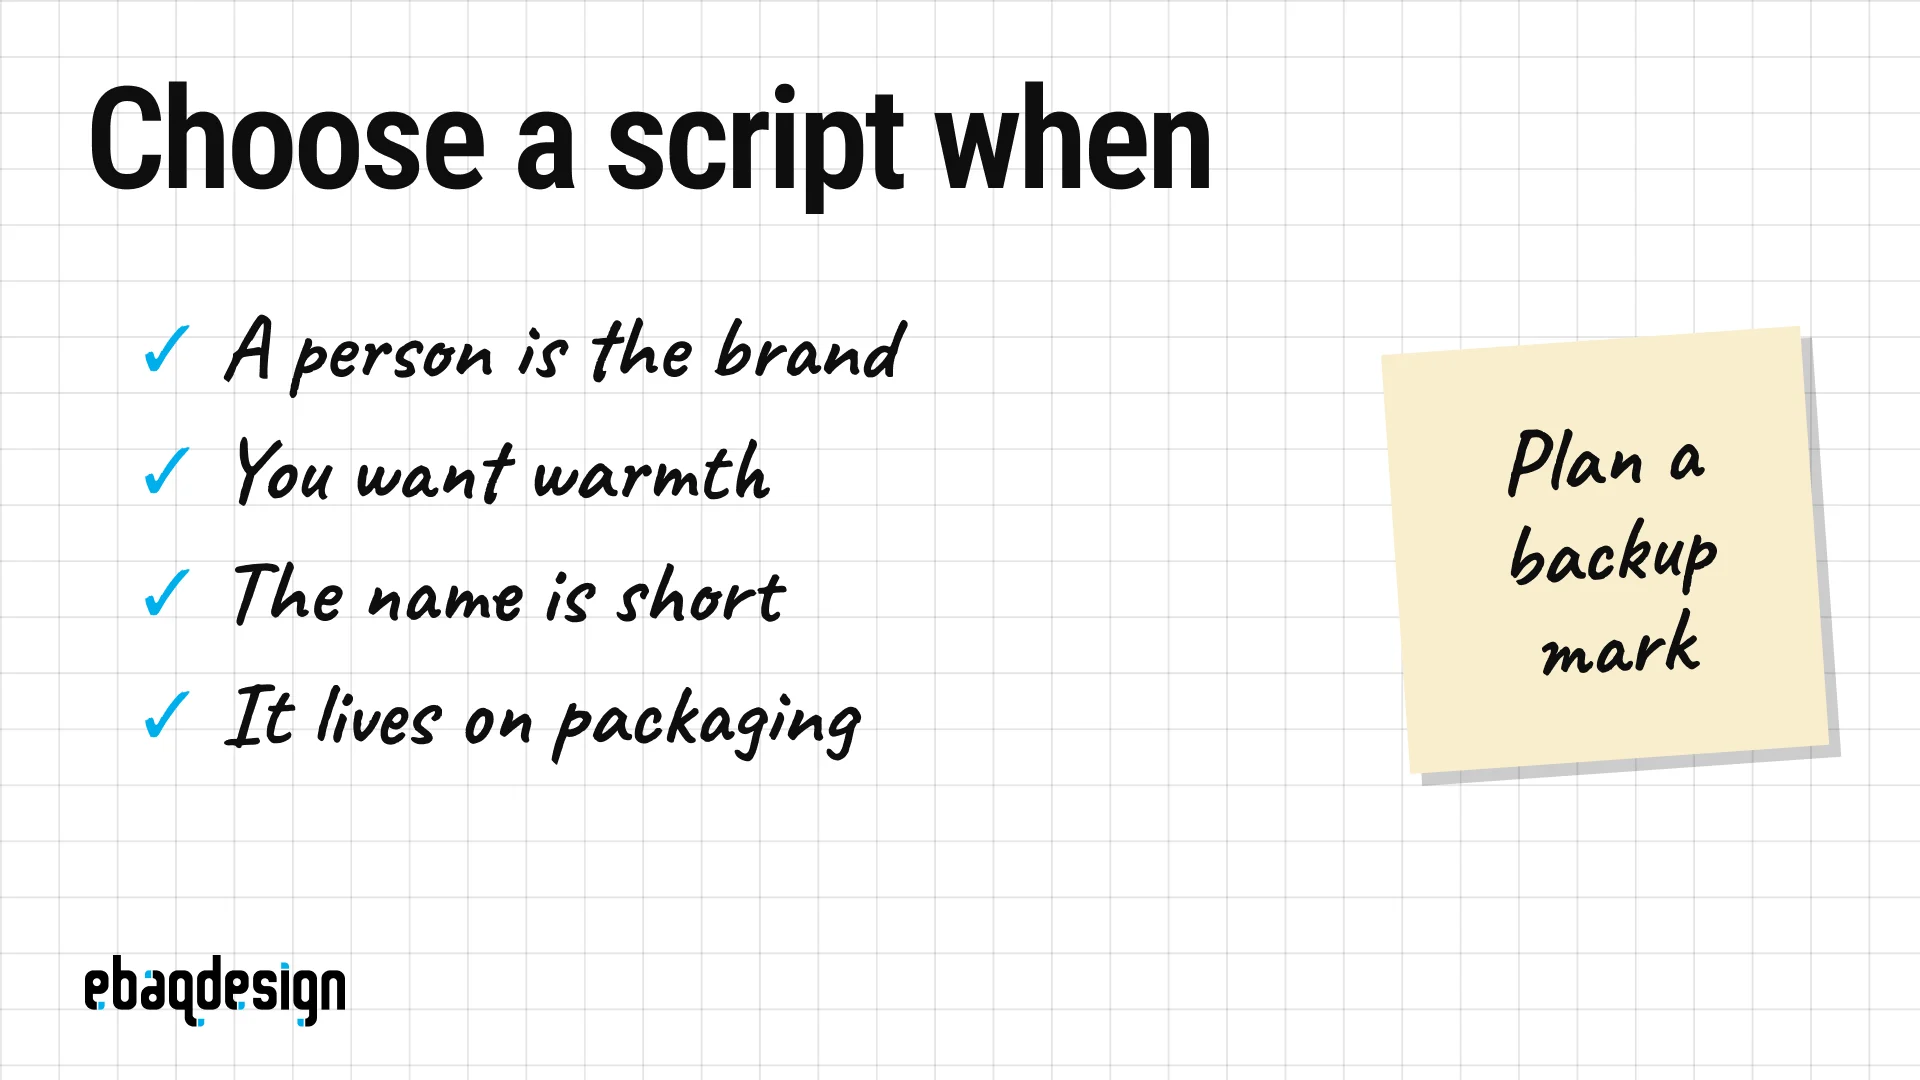 Choose a script when
✓ A person is the brand
✓ You want warmth
✓ The name is short
✓ It lives on packaging
Plan a
backup
mark
ebaqdesign